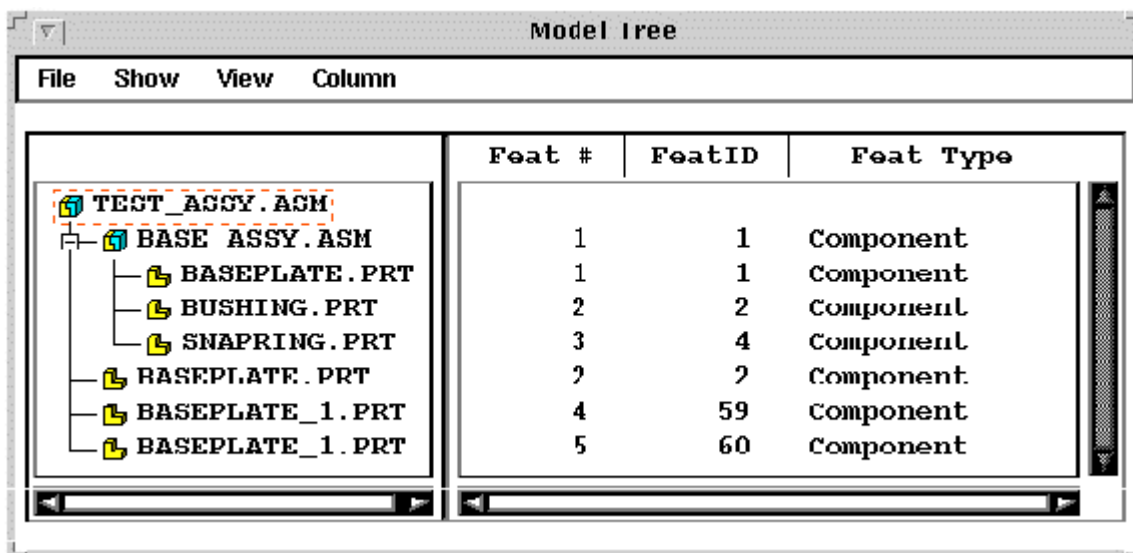 Model Tree
File Show View Column
Feat # FeatID Feat Type
TEST_ASSY.ASM
BASE ASSY.ASM 1 1 Component
BASEPLATE.PRT 1 1 Component
BUSHING.PRT 2 2 Component
SNAPRING.PRT 3 4 Component
BASEPLATE.PRT 2 2 Component
BASEPLATE_1.PRT 4 59 Component
BASEPLATE_1.PRT 5 60 Component